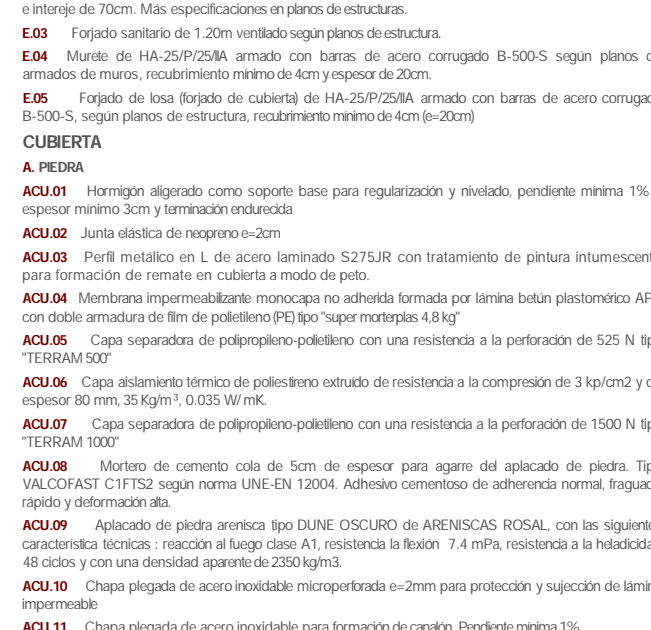 e intereje de 70cm. Más especificaciones en planos de estructuras.
E.03 Forjado sanitario de 1.20m ventilado según planos de estructura.
E.04 Murete de HA-25/P/25/IIA armado con barras de acero corrugado B-500-S según planos
armados de muros, recubrimiento mínimo de 4cm y espesor de 20cm.
E.05 Forjado de losa (forjado de cubierta) de HA-25/P/25/IIA armado con barras de acero corrugad
B-500-S, según planos de estructura, recubrimiento mínimo de 4cm (e=20cm)
CUBIERTA
A. PIEDRA
ACU.01 Hormigón aligerado como soporte base para regularización y nivelado, pendiente mínima 1%
espesor mínimo 3cm y terminación endurecida
ACU.02 Junta elástica de neopreno e=2cm
ACU.03 Perfil metálico en L de acero laminado S275JR con tratamiento de pintura intumescent
para formación de remate en cubierta a modo de peto.
ACU.04 Membrana impermeabilizante monocapa no adherida formada por lámina betún plastomérico AP
con doble armadura de film de polietileno (PE) tipo "super morterplas 4,8 kg"
ACU.05 Capa separadora de polipropileno-polietileno con una resistencia a la perforación de 525 N tip
"TERRAM 500"
ACU.06 Capa aislamiento térmico de poliestireno extruído de resistencia a la compresión de 3 kp/cm2 y
espesor 80 mm, 35 Kg/m³, 0.035 W/ mK.
ACU.07 Capa separadora de polipropileno-polietileno con una resistencia a la perforación de 1500 N tip
"TERRAM 1000"
ACU.08 Mortero de cemento cola de 5cm de espesor para agarre del aplacado de piedra. Tip
VALCOFAST C1FTS2 según norma UNE-EN 12004. Adhesivo cementoso de adherencia normal, fraguad
rápido y deformación alta.
ACU.09 Aplacado de piedra arenisca tipo DUNE OSCURO de ARENISCAS ROSAL, con las siguiente
característica técnicas : reacción al fuego clase A1, resistencia la flexión 7.4 mPa, resistencia a la heladicida
48 ciclos y con una densidad aparente de 2350 kg/m3.
ACU.10 Chapa plegada de acero inoxidable microperforada e=2mm para protección y sujección de lámin
impermeable
ACU.11 Chapa plegada de acero inoxidable para formación de canalón. Pendiente mínima 1%